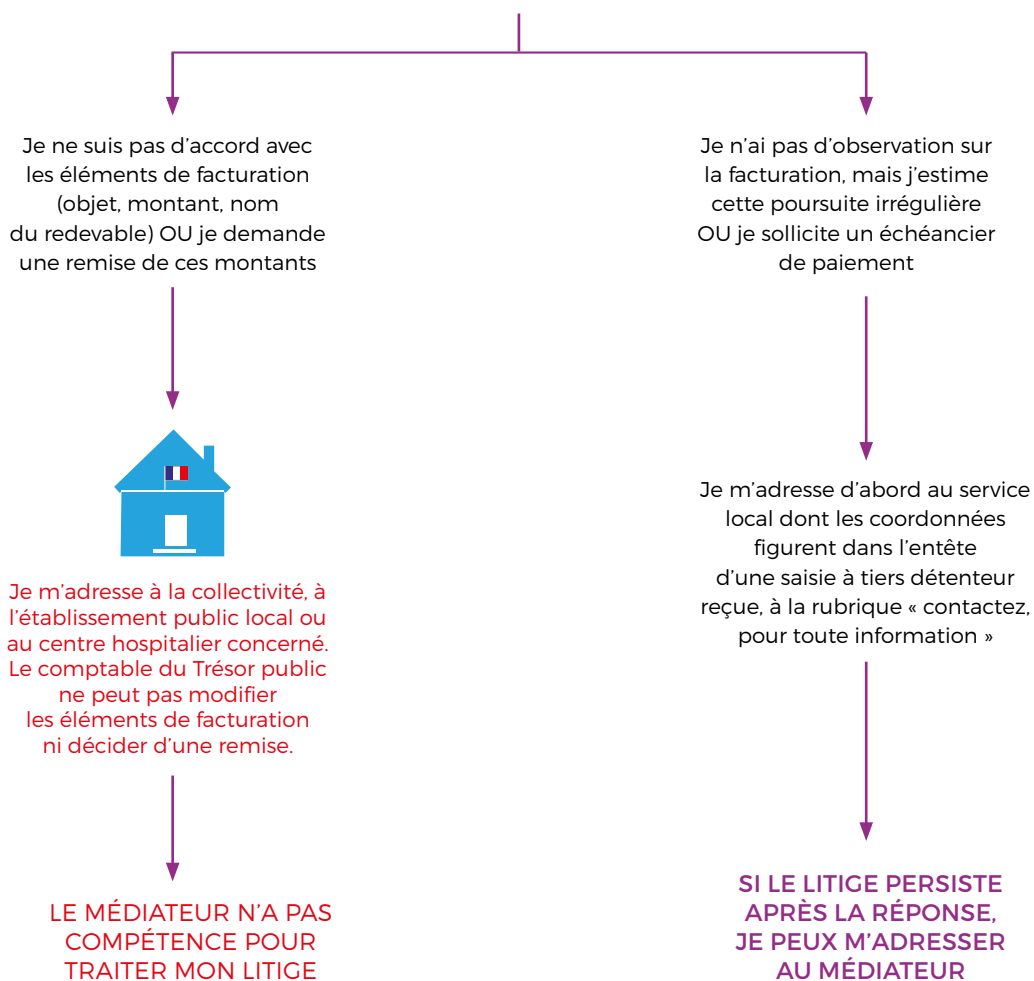 Je ne suis pas d’accord avec
les éléments de facturation
(objet, montant, nom
du redevable) OU je demande
une remise de ces montants
Je m’adresse à la collectivité, à
l’établissement public local ou
au centre hospitalier concerné.
Le comptable du Trésor public
ne peut pas modifier
les éléments de facturation
ni décider d’une remise.
LE MÉDIATEUR N’A PAS
COMPÉTENCE POUR
TRAITER MON LITIGE
Je n’ai pas d’observation sur
la facturation, mais j’estime
cette poursuite irrégulière
OU je sollicite un échéancier
de paiement
Je m’adresse d’abord au service
local dont les coordonnées
figurent dans l’entête
d’une saisie à tiers détenteur
reçue, à la rubrique « contactez,
pour toute information »
SI LE LITIGE PERSISTE
APRÈS LA RÉPONSE,
JE PEUX M’ADRESSER
AU MÉDIATEUR